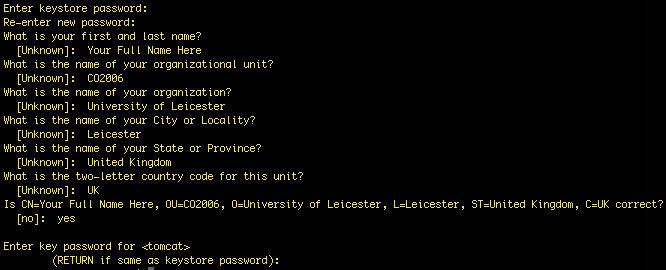 Enter keystore password:
Re-enter new password:
What is your first and last name?
[Unknown]: Your Full Name Here
What is the name of your organizational unit?
[Unknown]: CO2006
What is the name of your organization?
[Unknown]: University of Leicester
What is the name of your City or Locality?
[Unknown]: Leicester
What is the name of your State or Province?
[Unknown]: United Kingdom
What is the two-letter country code for this unit?
[Unknown]: UK
Is CN=Your Full Name Here, OU=CO2006, O=University of Leicester, L=Leicester, ST=United Kingdom, C=UK correct?
[no]: yes
Enter key password for <tomcat>
(RETURN if same as keystore password):